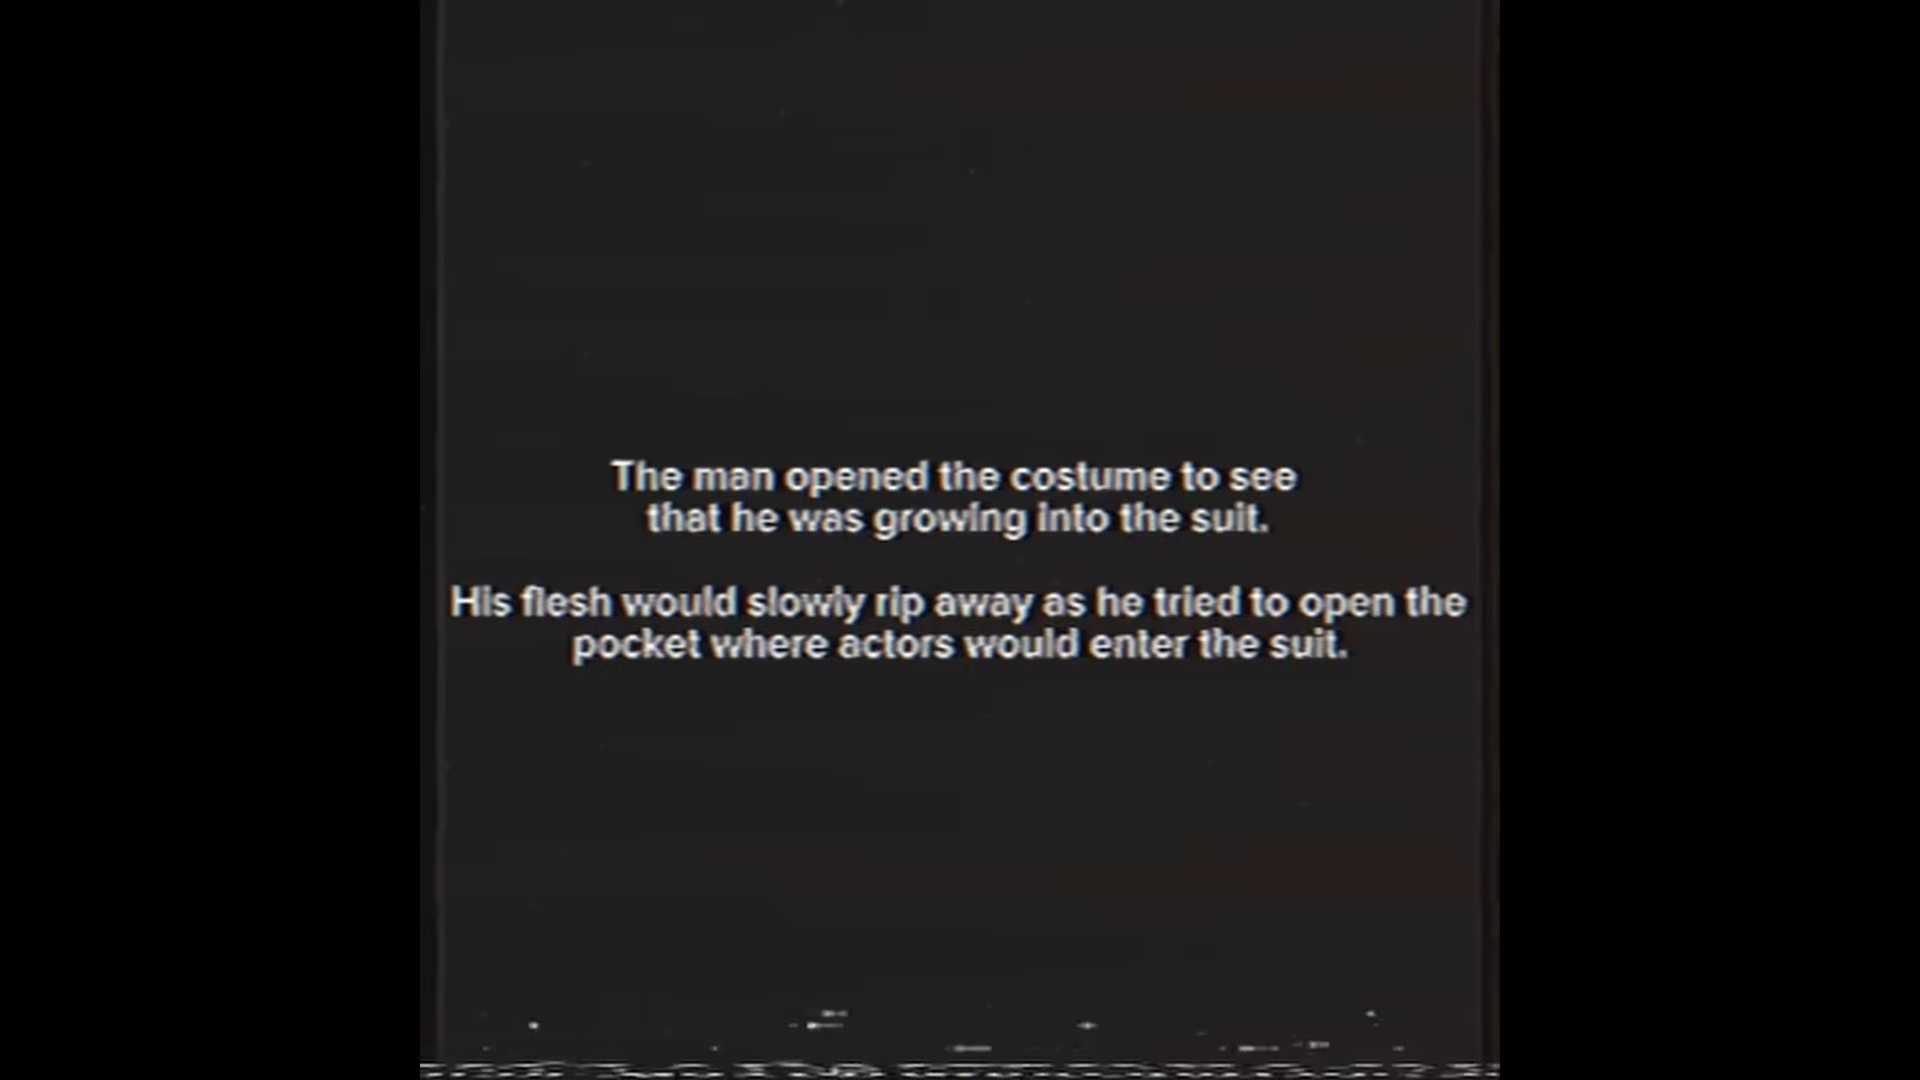 The man opened the costume to see
that he was growing into the suit.
His flesh would slowly rip away as he tried to open the
pocket where actors would enter the suit.